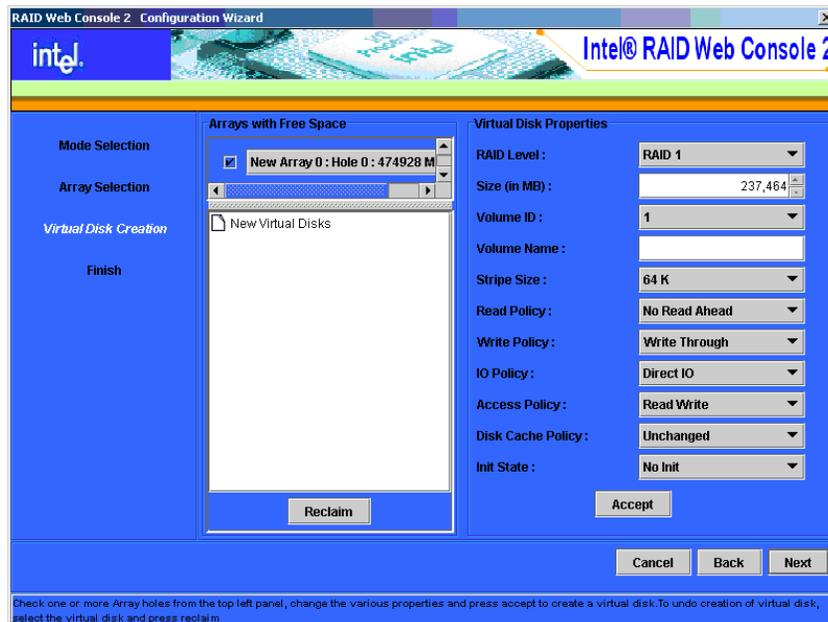 RAID Web Console 2 Configuration Wizard
intel.
I/O
Processor
intel
Intel® RAID Web Console 2
Mode Selection
Array Selection
Virtual Disk Creation
Finish
Arrays with Free Space
New Array 0 : Hole 0 : 474928 M
New Virtual Disks
Reclaim
Virtual Disk Properties
RAID Level : RAID 1
Size (in MB) : 237,464
Volume ID : 1
Volume Name :
Stripe Size : 64 K
Read Policy : No Read Ahead
Write Policy : Write Through
IO Policy : Direct IO
Access Policy : Read Write
Disk Cache Policy : Unchanged
Init State : No Init
Accept
Cancel Back Next
Check one or more Array holes from the top left panel, change the various properties and press accept to create a virtual disk.To undo creation of virtual disk,
select the virtual disk and press reclaim